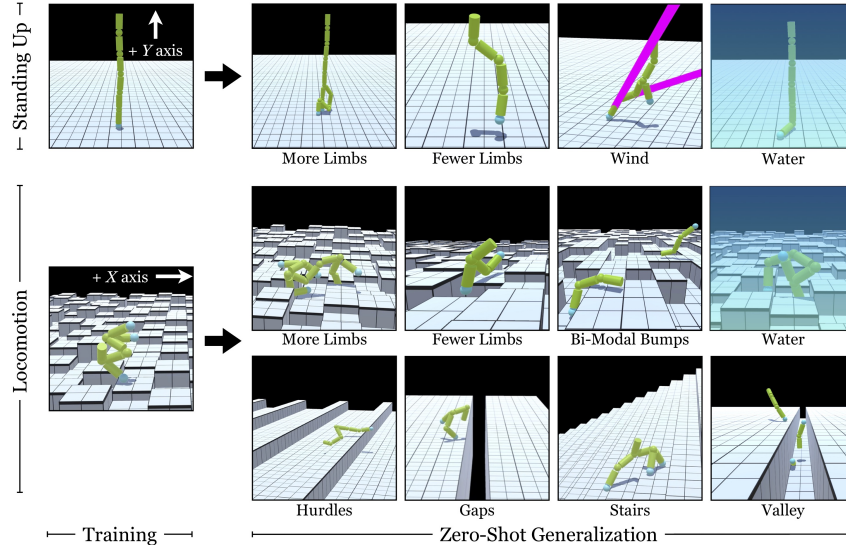 Standing Up
+ Y axis
More Limbs
Fewer Limbs
Wind
Water
Locomotion
+ X axis
More Limbs
Fewer Limbs
Bi-Modal Bumps
Water
Hurdles
Gaps
Stairs
Valley
Training
Zero-Shot Generalization